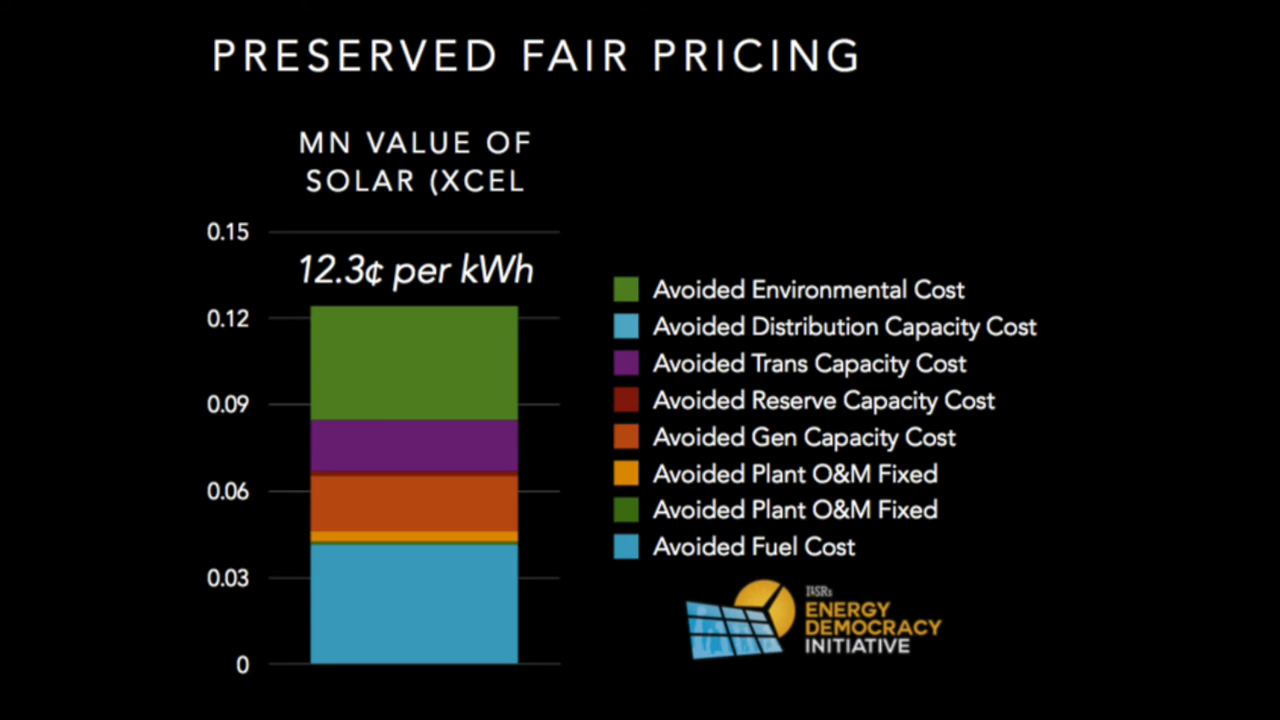 PRESERVED FAIR PRICING
MN VALUE OF
SOLAR (XCEL
0.15
12.3¢ per kWh
0.12
0.09
0.06
0.03
0
Avoided Environmental Cost
Avoided Distribution Capacity Cost
Avoided Trans Capacity Cost
Avoided Reserve Capacity Cost
Avoided Gen Capacity Cost
Avoided Plant O&M Fixed
Avoided Plant O&M Fixed
Avoided Fuel Cost
ILSRs
ENERGY
DEMOCRACY
INITIATIVE